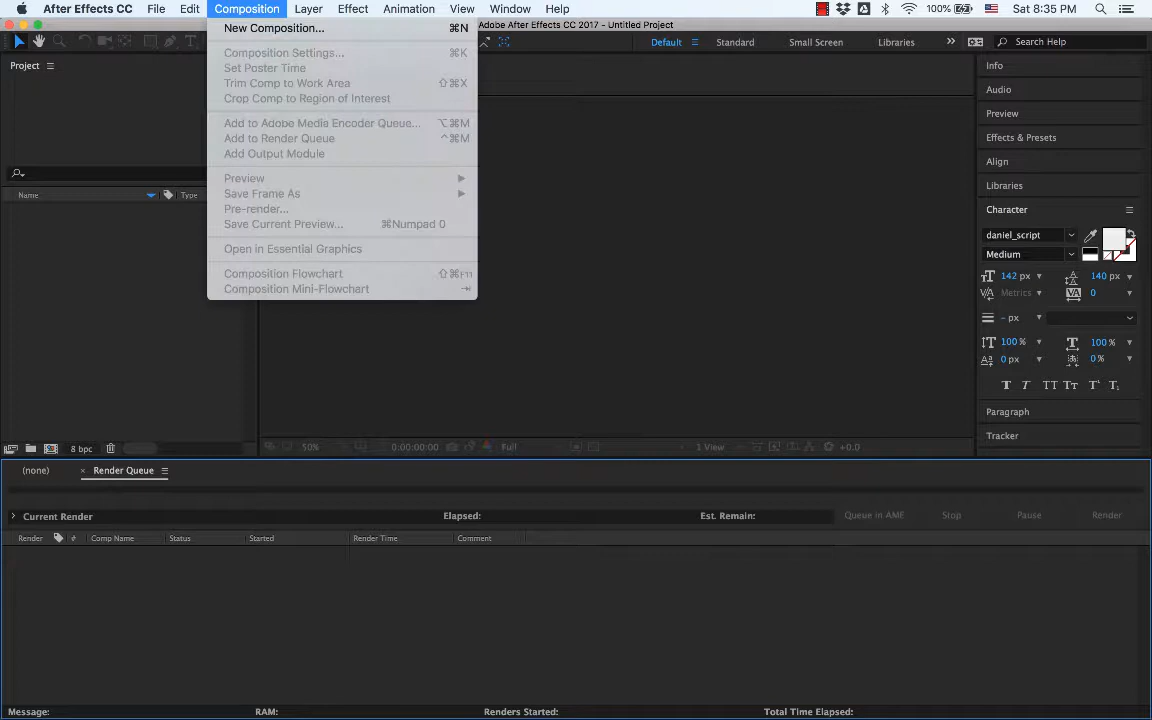 After Effects CC File Edit Composition Layer Effect Animation View Window Help 100% Sat 8:35 PM
Adobe After Effects CC 2017 - Untitled Project
Default Standard Small Screen Libraries Search Help
Project
New Composition... ⌘N
Composition Settings... ⌘K
Set Poster Time
Trim Comp to Work Area ⇧⌘X
Crop Comp to Region of Interest
Add to Adobe Media Encoder Queue... ⌥⌘M
Add to Render Queue ^⌘M
Add Output Module
Preview
Save Frame As
Pre-render...
Save Current Preview... ⌘Numpad 0
Open in Essential Graphics
Composition Flowchart ⇧⌘F11
Composition Mini-Flowchart
Name Type
8 bpc
50% 0:00:00:00 Full 1 View +0.0
Info
Audio
Preview
Effects & Presets
Align
Libraries
Character
daniel_script
Medium
142 px 140 px
Metrics 0
- px
100 % 100 %
0 px 0 %
T T TT Tт T¹ T₁
Paragraph
Tracker
(none) × Render Queue
Current Render Elapsed: Est. Remain: Queue in AME Stop Pause Render
Render # Comp Name Status Started Render Time Comment
Message: RAM: Renders Started: Total Time Elapsed: